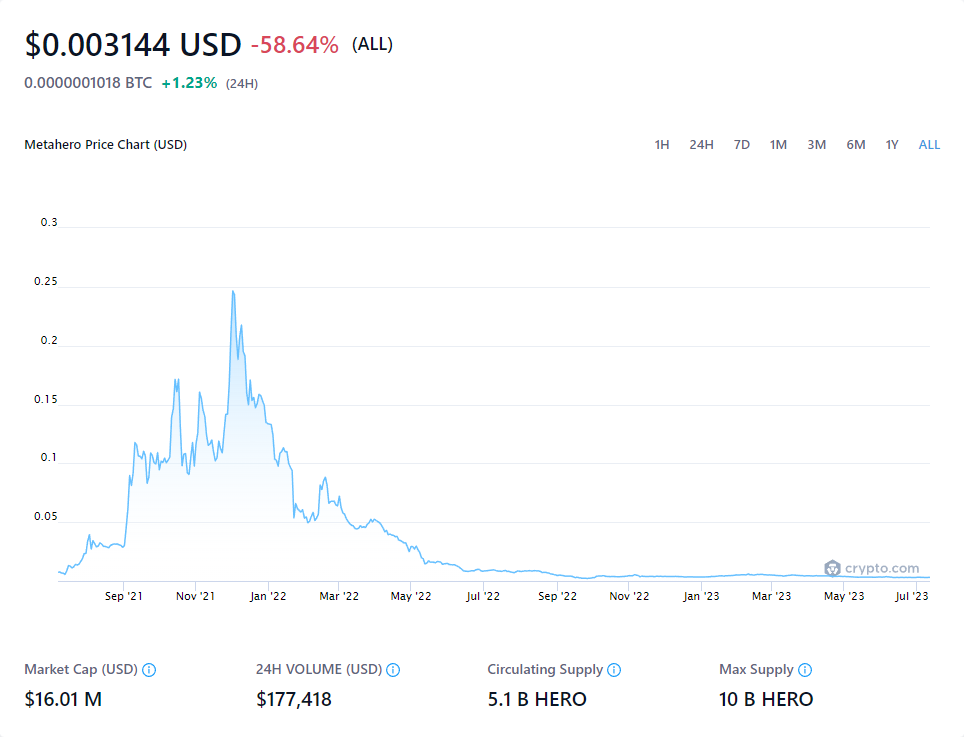 $0.003144 USD -58.64% (ALL)
0.0000001018 BTC +1.23% (24H)
Metahero Price Chart (USD) 1H 24H 7D 1M 3M 6M 1Y ALL
0.3
0.25
0.2
0.15
0.1
0.05
crypto.com
Sep '21 Nov '21 Jan '22 Mar '22 May '22 Jul '22 Sep '22 Nov '22 Jan '23 Mar '23 May '23 Jul '23
Market Cap (USD) 24H VOLUME (USD) Circulating Supply Max Supply
$16.01 M $177,418 5.1 B HERO 10 B HERO